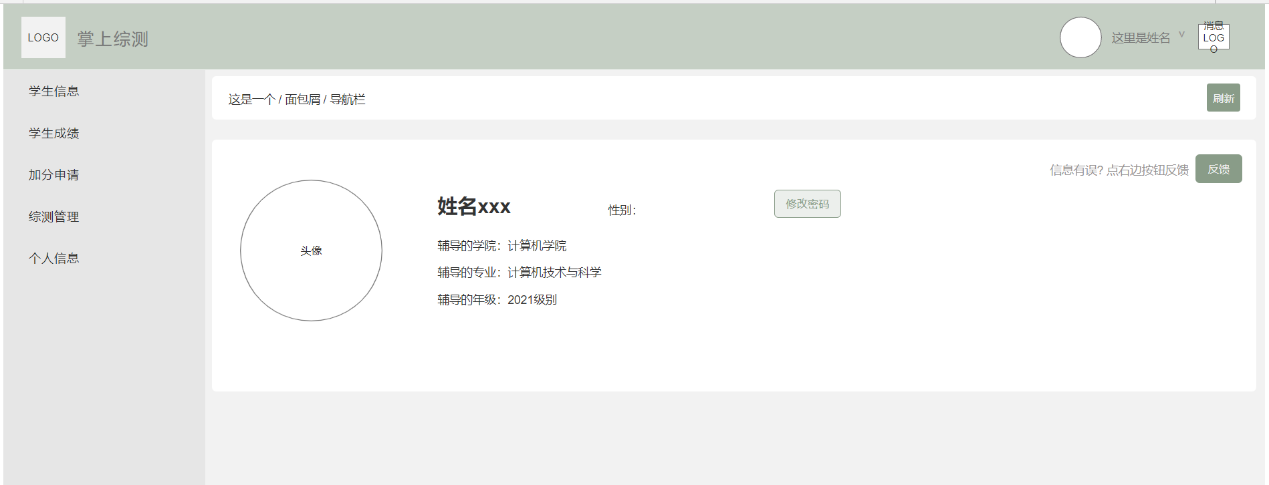 LOGO
掌上综测
这里是姓名
消息
LOG
O
学生信息
学生成绩
加分申请
综测管理
个人信息
这是一个 / 面包屑 / 导航栏
刷新
信息有误? 点右边按钮反馈
反馈
头像
姓名xxx
性别：
修改密码
辅导的学院：计算机学院
辅导的专业：计算机技术与科学
辅导的年级：2021级别